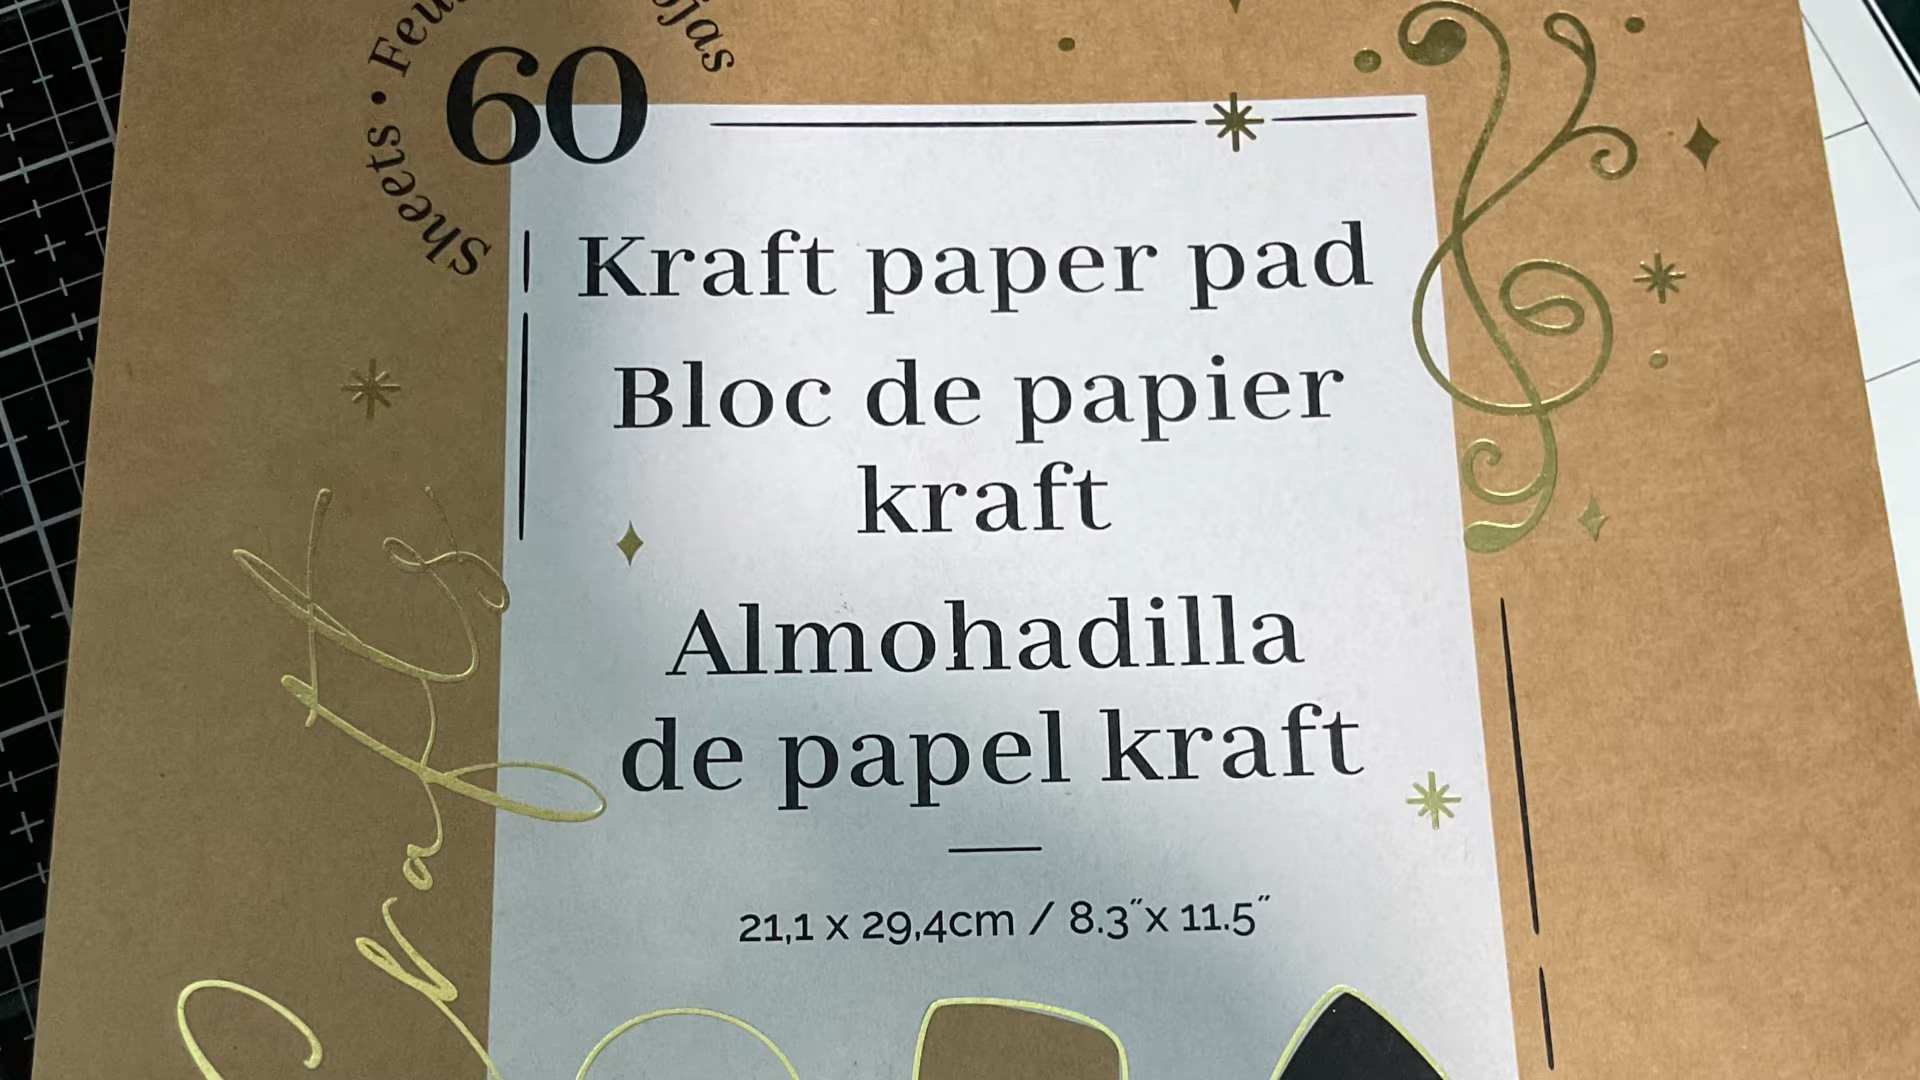 60
Sheets •
Kraft paper pad
Bloc de papier
kraft
Almohadilla
de papel kraft
21,1 x 29,4cm / 8.3″x 11.5″
Crafts